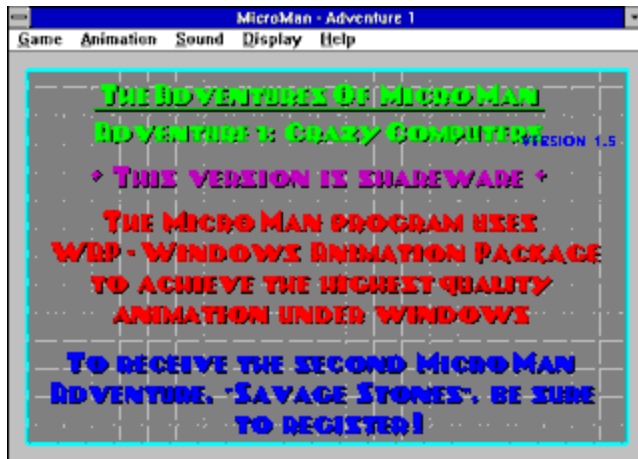 MicroMan - Adventure 1
Game Animation Sound Display Help
The Adventures Of MicroMan
Adventure 1: Crazy Computers
Version 1.5
* This version is shareware *
The MicroMan program uses
WAP - Windows Animation Package
to achieve the highest quality
animation under Windows
To receive the second MicroMan
Adventure, "Savage Stones", be sure
to register!